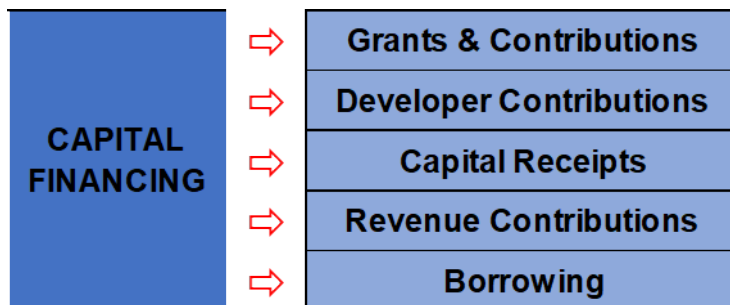 CAPITAL
FINANCING
Grants & Contributions
Developer Contributions
Capital Receipts
Revenue Contributions
Borrowing